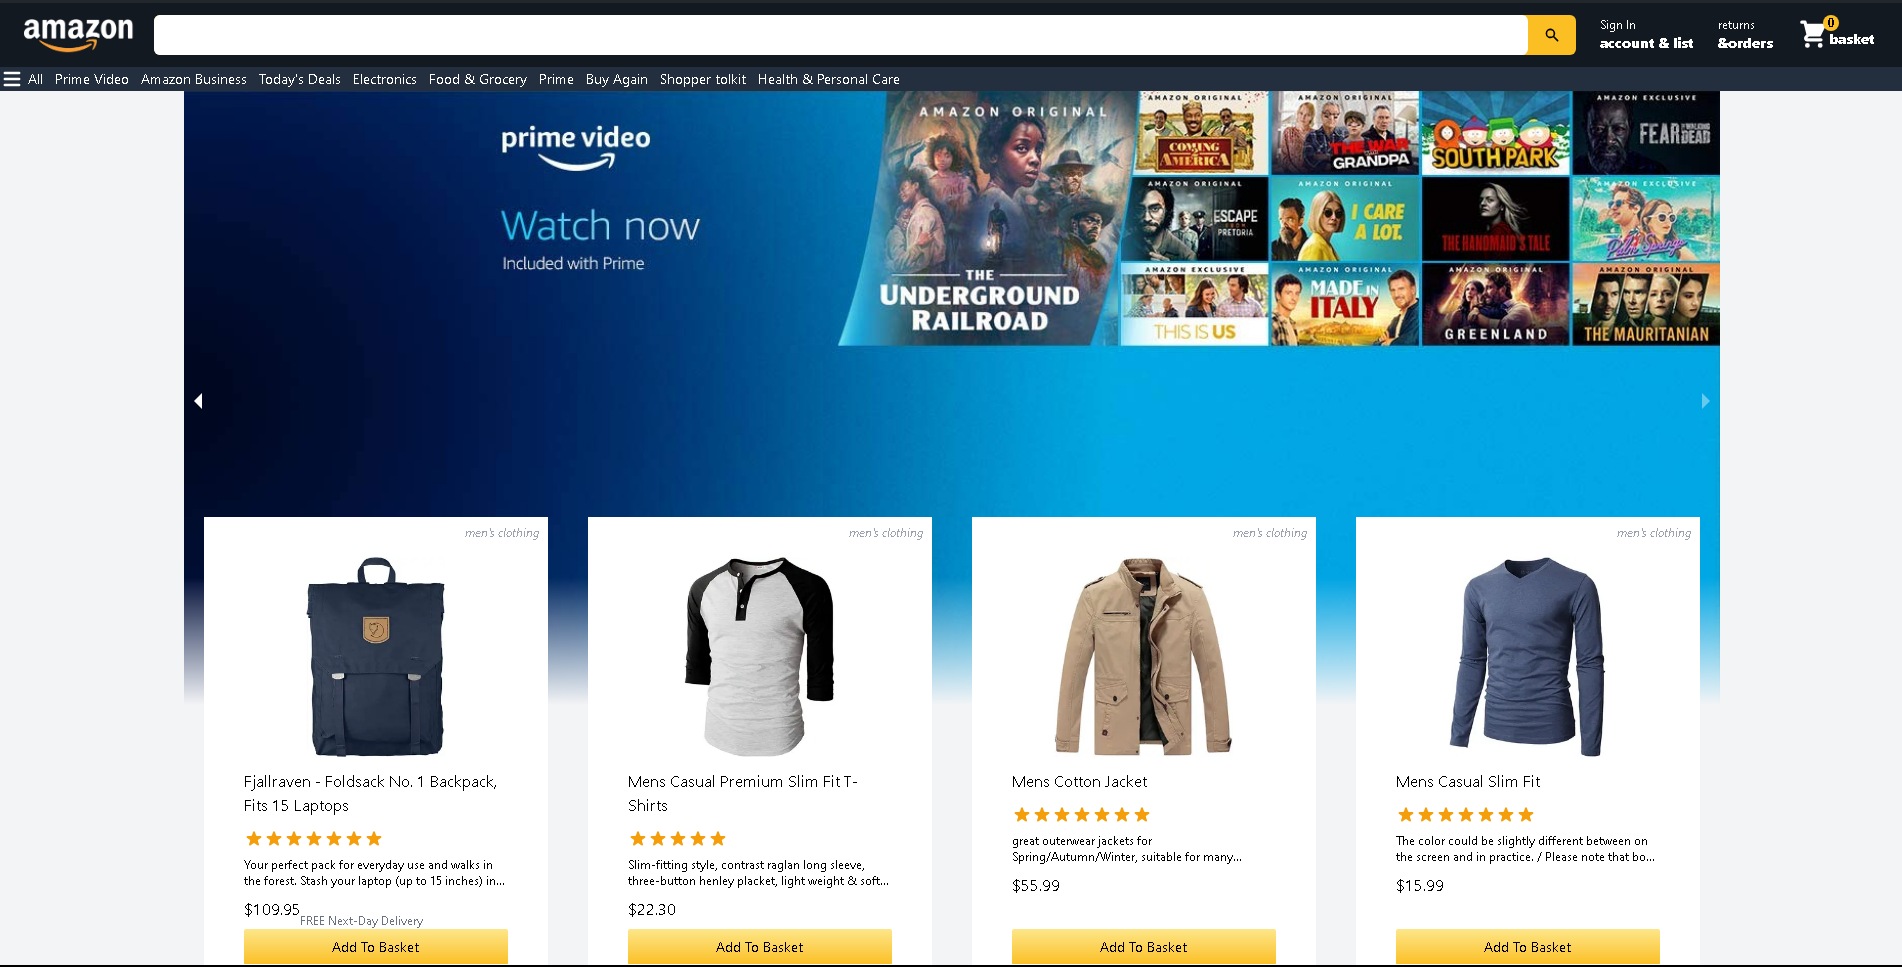 amazon
Sign In
account & list
returns
&orders
0
basket
All Prime Video Amazon Business Today's Deals Electronics Food & Grocery Prime Buy Again Shopper tolkit Health & Personal Care
prime video
Watch now
Included with Prime
AMAZON ORIGINAL
THE
UNDERGROUND
RAILROAD
AMAZON ORIGINAL
COMING
AMERICA
AMAZON ORIGINAL
THE WAR
GRANDPA
SOUTH PARK
AMAZON EXCLUSIVE
FEAR THE WALKING DEAD
AMAZON ORIGINAL
ESCAPE
FROM
PRETORIA
AMAZON ORIGINAL
I CARE
A LOT.
THE HANDMAID'S TALE
AMAZON EXCLUSIVE
Palm Springs
AMAZON EXCLUSIVE
THIS IS US
AMAZON ORIGINAL
MADE IN
ITALY
AMAZON ORIGINAL
GREENLAND
AMAZON ORIGINAL
THE MAURITANIAN
men's clothing
Fjallraven - Foldsack No. 1 Backpack,
Fits 15 Laptops
Your perfect pack for everyday use and walks in
the forest. Stash your laptop (up to 15 inches) in...
$109.95
FREE Next-Day Delivery
Add To Basket
men's clothing
Mens Casual Premium Slim Fit T-
Shirts
Slim-fitting style, contrast raglan long sleeve,
three-button henley placket, light weight & soft...
$22.30
Add To Basket
men's clothing
Mens Cotton Jacket
great outerwear jackets for
Spring/Autumn/Winter, suitable for many...
$55.99
Add To Basket
men's clothing
Mens Casual Slim Fit
The color could be slightly different between on
the screen and in practice. / Please note that bo...
$15.99
Add To Basket